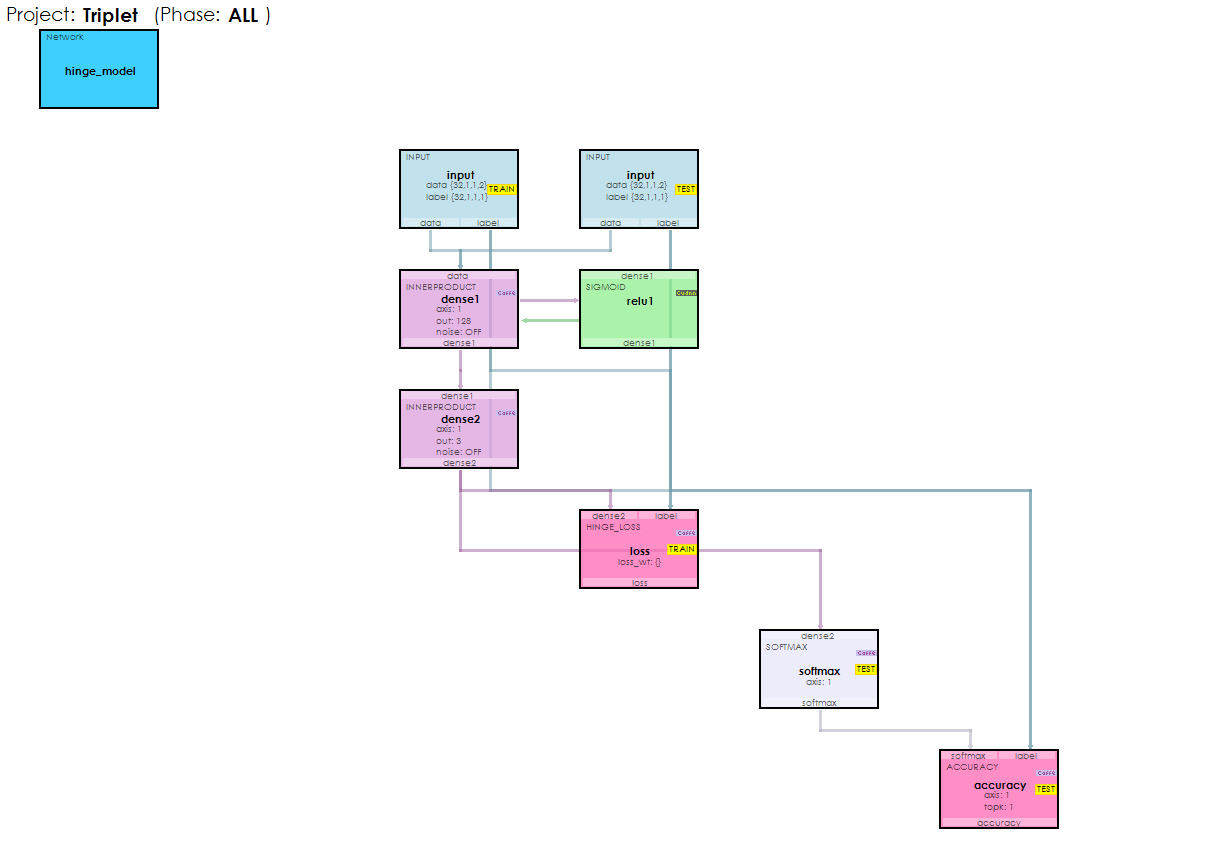 Project: Triplet (Phase: ALL )
Network
hinge_model
INPUT
input
data {32,1,1,2}
TRAIN
label {32,1,1,1}
data label
INPUT
input
data {32,1,1,2}
TEST
label {32,1,1,1}
data label
data
INNERPRODUCT
Caffe
dense1
axis: 1
out: 128
noise: OFF
dense1
dense1
SIGMOID
Cudnn
relu1
dense1
dense1
INNERPRODUCT
Caffe
dense2
axis: 1
out: 3
noise: OFF
dense2
dense2 label
HINGE_LOSS
Caffe
loss
TRAIN
loss_wt: {}
loss
dense2
SOFTMAX
Caffe
softmax
TEST
axis: 1
softmax
softmax label
ACCURACY
Caffe
accuracy
TEST
axis: 1
topk: 1
accuracy